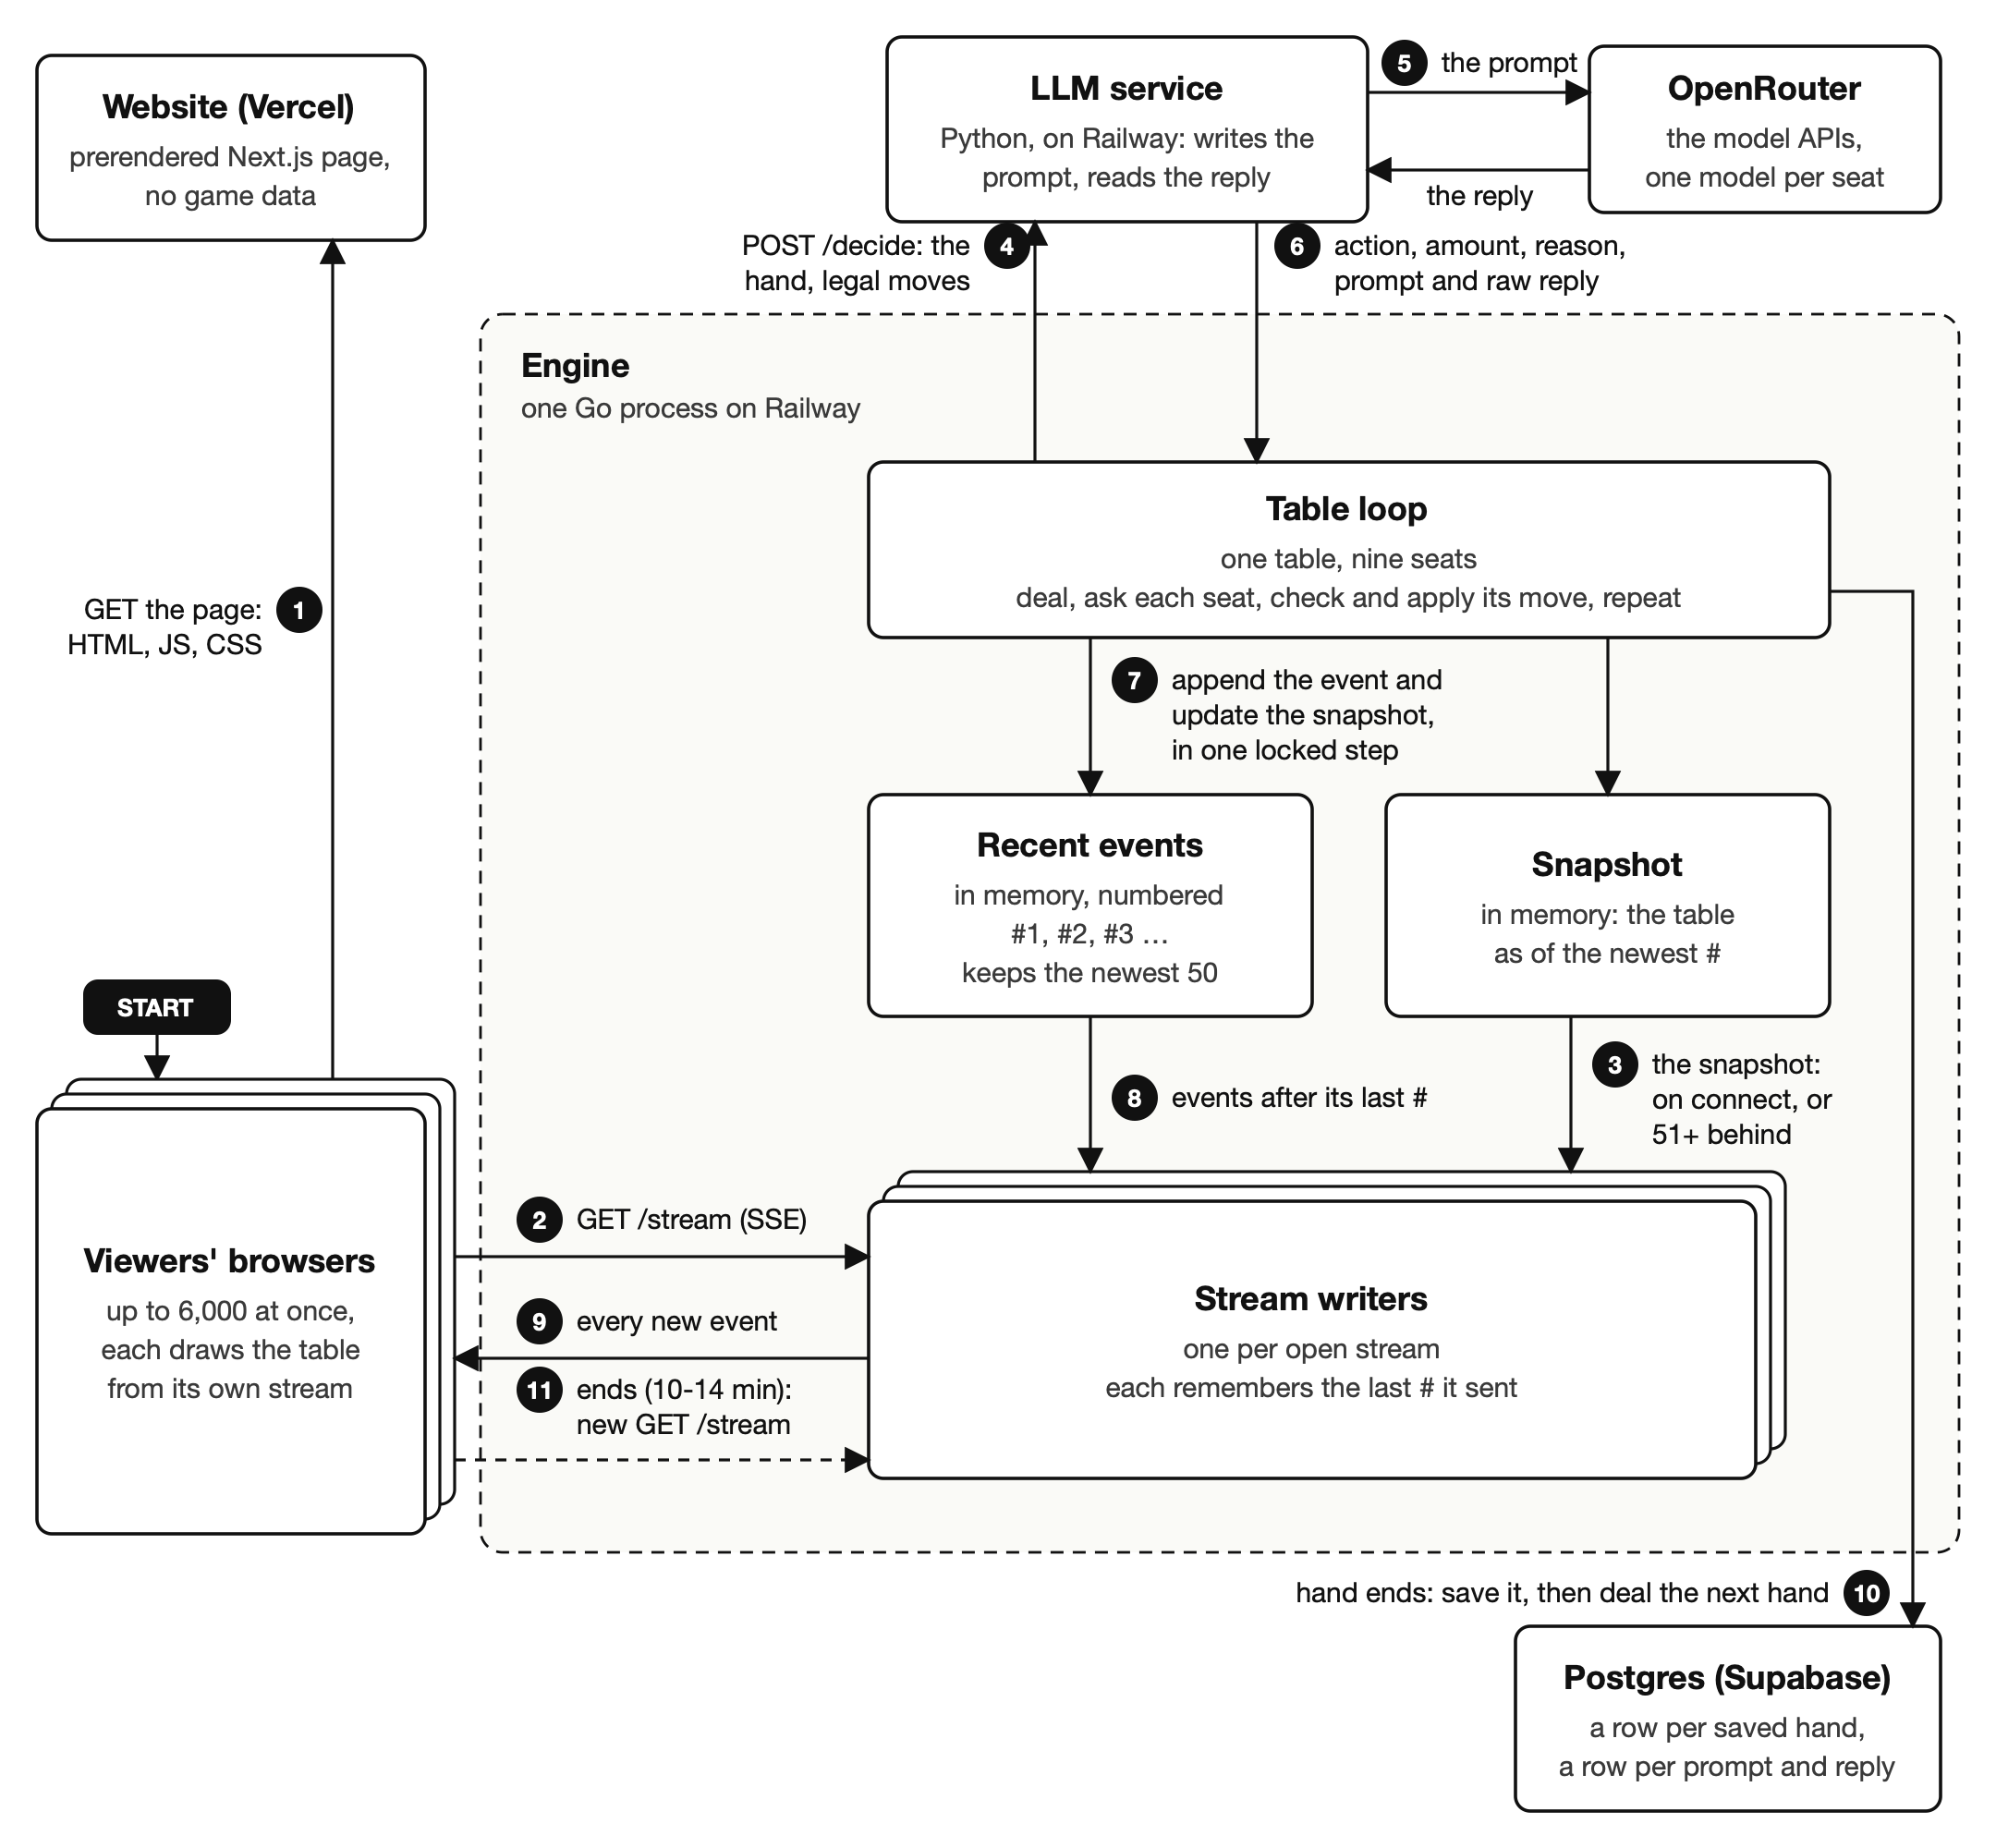 Website (Vercel)
prerendered Next.js page,
no game data
LLM service
Python, on Railway: writes the
prompt, reads the reply
5
the prompt
the reply
OpenRouter
the model APIs,
one model per seat
POST /decide: the
hand, legal moves
4
6
action, amount, reason,
prompt and raw reply
Engine
one Go process on Railway
Table loop
one table, nine seats
deal, ask each seat, check and apply its move, repeat
GET the page:
HTML, JS, CSS
1
7
append the event and
update the snapshot,
in one locked step
Recent events
in memory, numbered
#1, #2, #3 …
keeps the newest 50
Snapshot
in memory: the table
as of the newest #
START
8
events after its last #
3
the snapshot:
on connect, or
51+ behind
Viewers' browsers
up to 6,000 at once,
each draws the table
from its own stream
2
GET /stream (SSE)
9
every new event
11
ends (10-14 min):
new GET /stream
Stream writers
one per open stream
each remembers the last # it sent
hand ends: save it, then deal the next hand
10
Postgres (Supabase)
a row per saved hand,
a row per prompt and reply